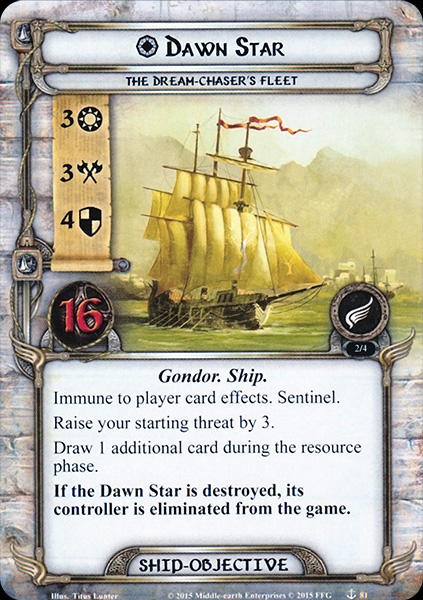 Dawn Star
The Dream-chaser's Fleet
3
3
4
16
2/4
Gondor. Ship.
Immune to player card effects. Sentinel.
Raise your starting threat by 3.
Draw 1 additional card during the resource
phase.
If the Dawn Star is destroyed, its
controller is eliminated from the game.
Ship-Objective
Illus. Titus Lunter © 2015 Middle-earth Enterprises © 2015 FFG 81